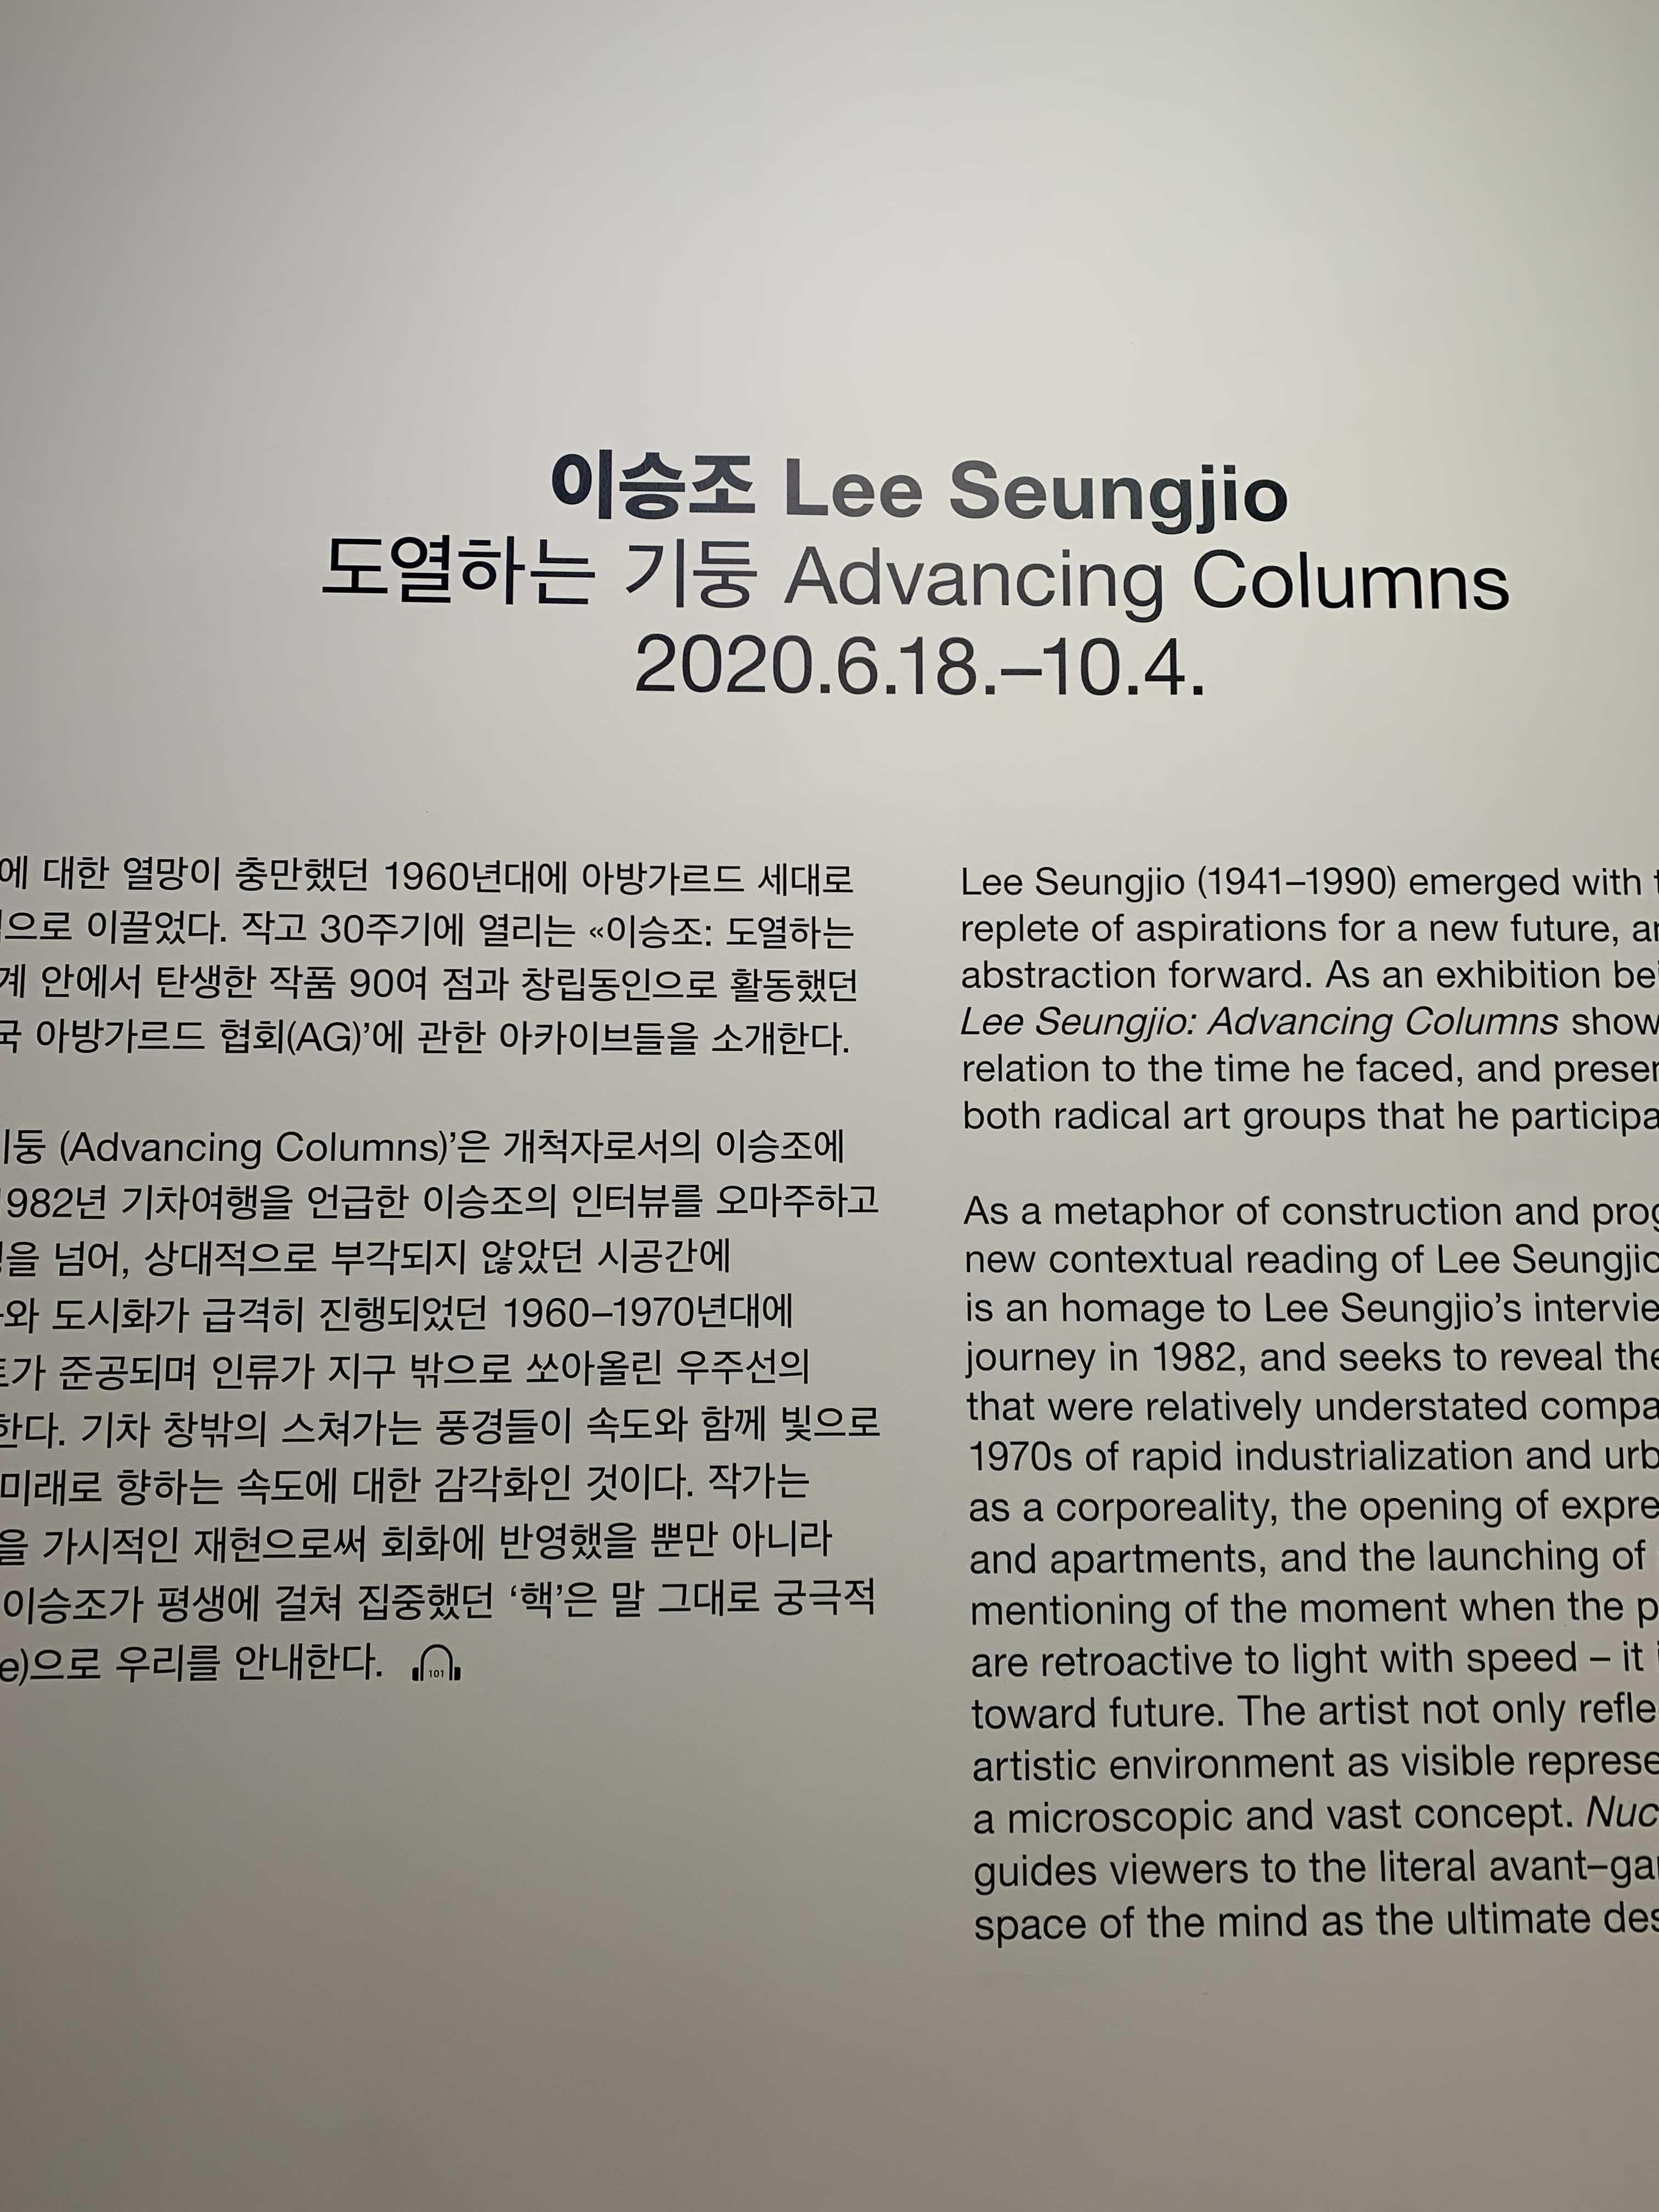 이승조 Lee Seungjio
도열하는 기둥 Advancing Columns
2020.6.18.–10.4.
에 대한 열망이 충만했던 1960년대에 아방가르드 세대로
으로 이끌었다. 작고 30주기에 열리는 «이승조: 도열하는
계 안에서 탄생한 작품 90여 점과 창립동인으로 활동했던
국 아방가르드 협회(AG)’에 관한 아카이브들을 소개한다.
기둥 (Advancing Columns)’은 개척자로서의 이승조에
1982년 기차여행을 언급한 이승조의 인터뷰를 오마주하고
을 넘어, 상대적으로 부각되지 않았던 시공간에
와 도시화가 급격히 진행되었던 1960–1970년대에
가 준공되며 인류가 지구 밖으로 쏘아올린 우주선의
한다. 기차 창밖의 스쳐가는 풍경들이 속도와 함께 빛으로
미래로 향하는 속도에 대한 감각화인 것이다. 작가는
을 가시적인 재현으로써 회화에 반영했을 뿐만 아니라
이승조가 평생에 걸쳐 집중했던 ‘핵’은 말 그대로 궁극적
e)으로 우리를 안내한다. 101
Lee Seungjio (1941–1990) emerged with
replete of aspirations for a new future,
abstraction forward. As an exhibition
Lee Seungjio: Advancing Columns show
relation to the time he faced, and
both radical art groups that he
As a metaphor of construction and
new contextual reading of Lee Seungjio
is an homage to Lee Seungjio’s
journey in 1982, and seeks to reveal the
that were relatively understated
1970s of rapid industrialization and
as a corporeality, the opening of
and apartments, and the launching of
mentioning of the moment when the
are retroactive to light with speed – it
toward future. The artist not only
artistic environment as visible
a microscopic and vast concept. Nuc
guides viewers to the literal
space of the mind as the ultimate